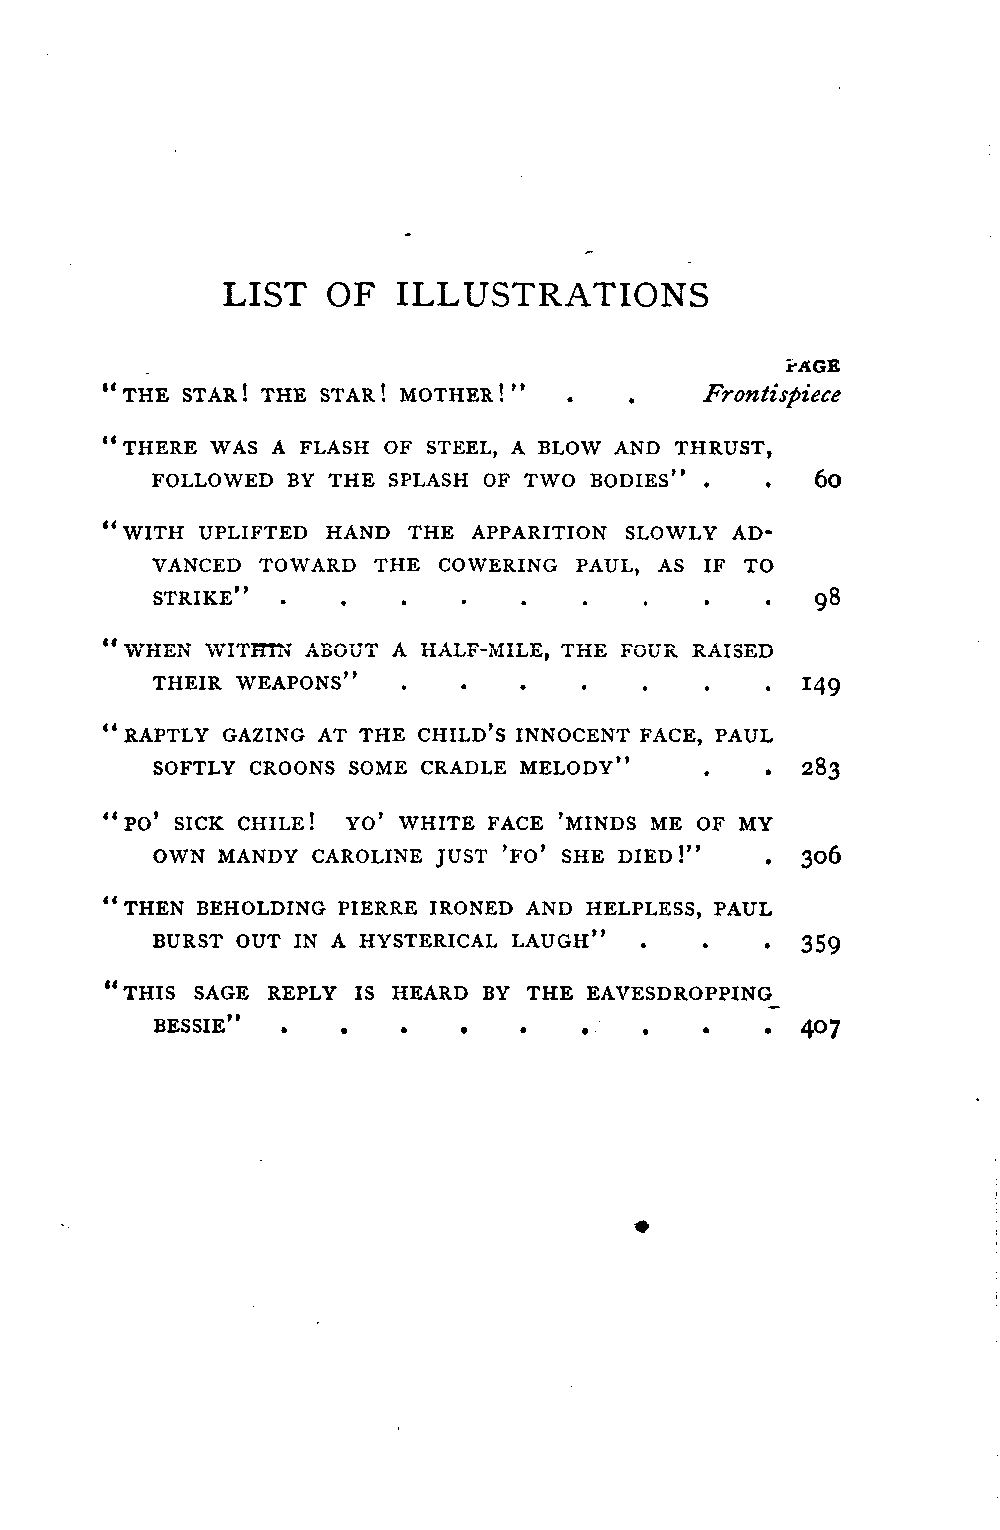 LIST OF ILLUSTRATIONS
PAGE
"THE STAR! THE STAR! MOTHER!" . . Frontispiece
"THERE WAS A FLASH OF STEEL, A BLOW AND THRUST,
FOLLOWED BY THE SPLASH OF TWO BODIES" . . 60
"WITH UPLIFTED HAND THE APPARITION SLOWLY AD-
VANCED TOWARD THE COWERING PAUL, AS IF TO
STRIKE" . . . . . . . . . 98
"WHEN WITHIN ABOUT A HALF-MILE, THE FOUR RAISED
THEIR WEAPONS" . . . . . . . 149
"RAPTLY GAZING AT THE CHILD'S INNOCENT FACE, PAUL
SOFTLY CROONS SOME CRADLE MELODY" . . 283
"PO' SICK CHILE! YO' WHITE FACE 'MINDS ME OF MY
OWN MANDY CAROLINE JUST 'FO' SHE DIED!" . 306
"THEN BEHOLDING PIERRE IRONED AND HELPLESS, PAUL
BURST OUT IN A HYSTERICAL LAUGH" . . . 359
"THIS SAGE REPLY IS HEARD BY THE EAVESDROPPING
BESSIE" . . . . . . . . . 407